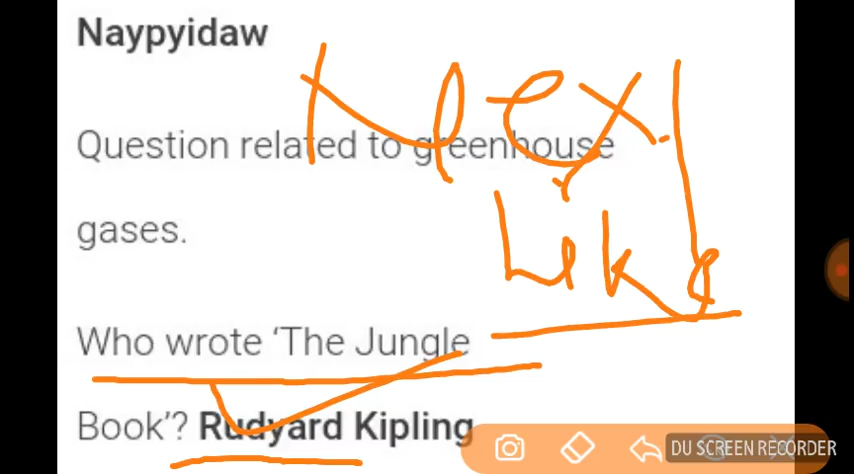 Naypyidaw
Question related to greenhouse
gases.
Who wrote ‘The Jungle
Book’? Rudyard Kipling
Next
Like
DU SCREEN RECORDER